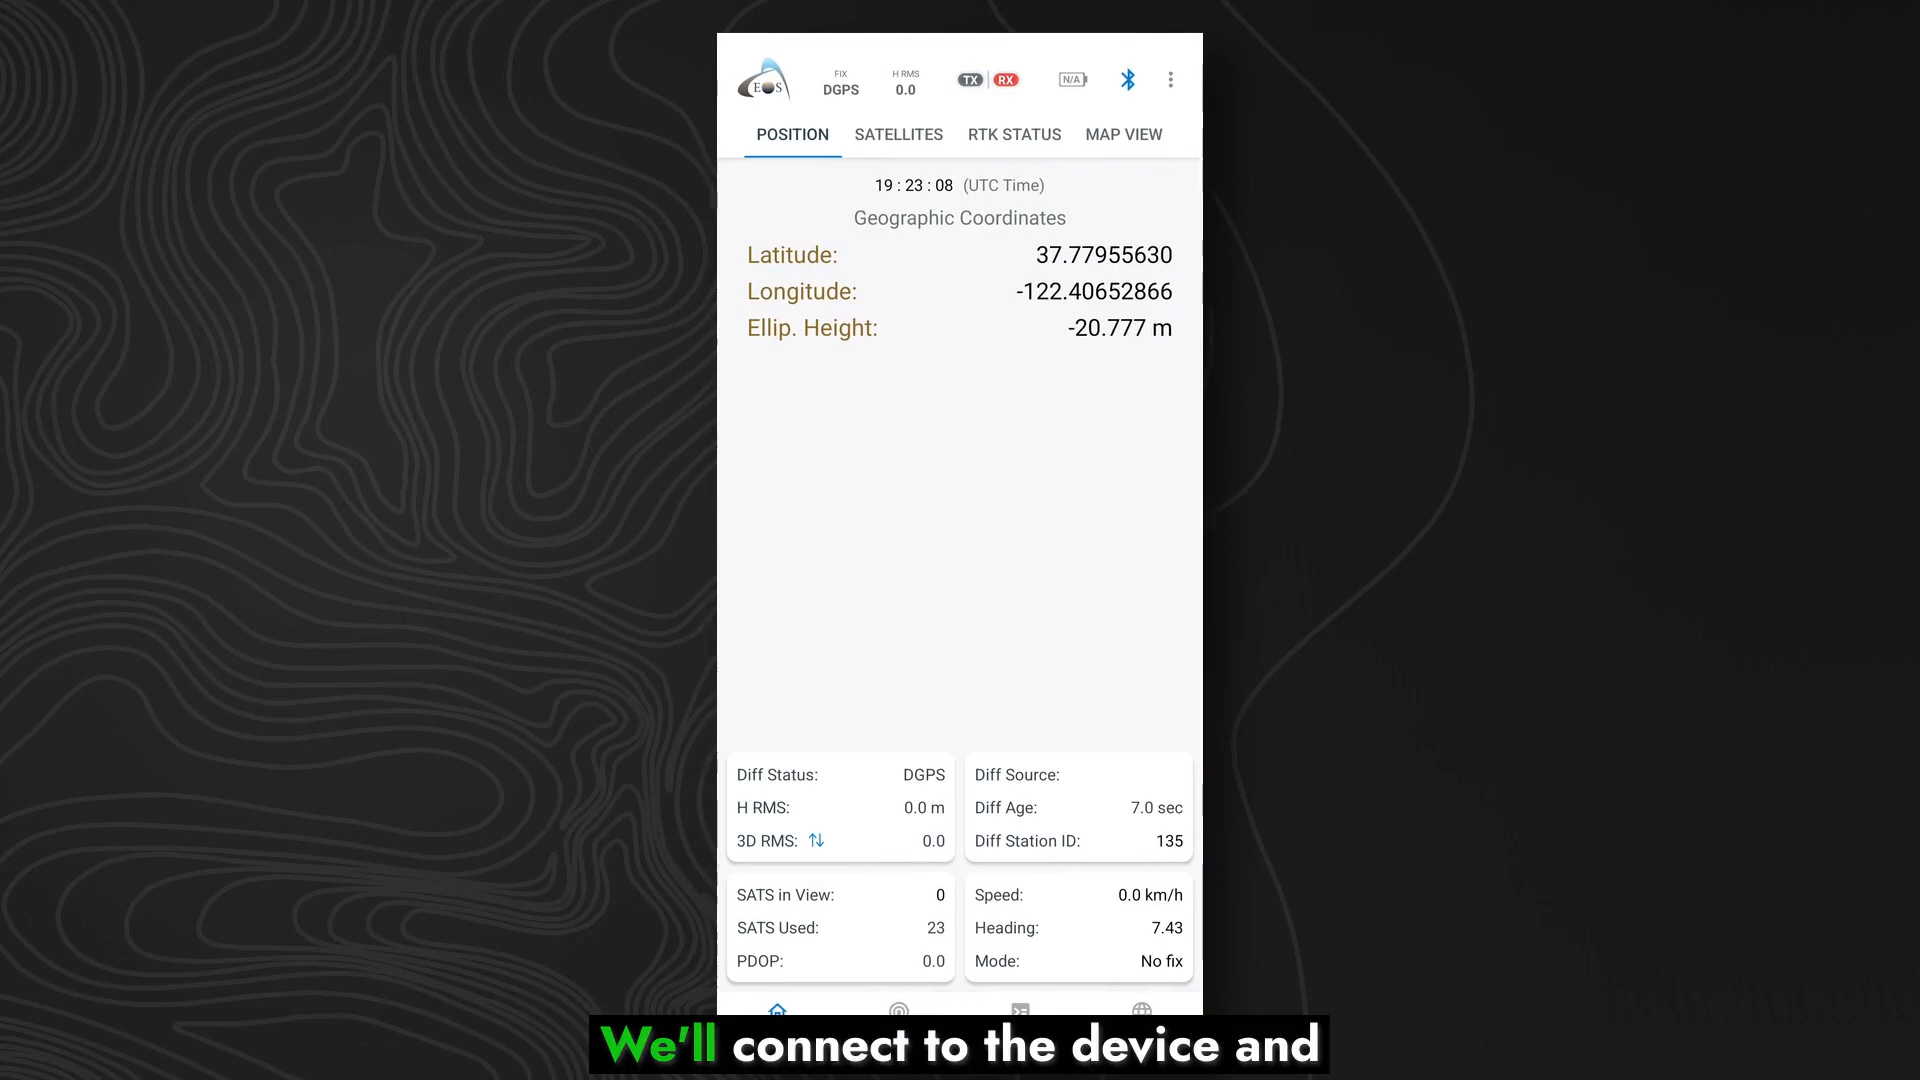 EOS
FIX
DGPS
H RMS
0.0
TX RX
N/A
POSITION SATELLITES RTK STATUS MAP VIEW
19 : 23 : 08 (UTC Time)
Geographic Coordinates
Latitude: 37.77955630
Longitude: -122.40652866
Ellip. Height: -20.777 m
Diff Status: DGPS
H RMS: 0.0 m
3D RMS: 0.0
Diff Source:
Diff Age: 7.0 sec
Diff Station ID: 135
SATS in View: 0
SATS Used: 23
PDOP: 0.0
Speed: 0.0 km/h
Heading: 7.43
Mode: No fix
We'll connect to the device and